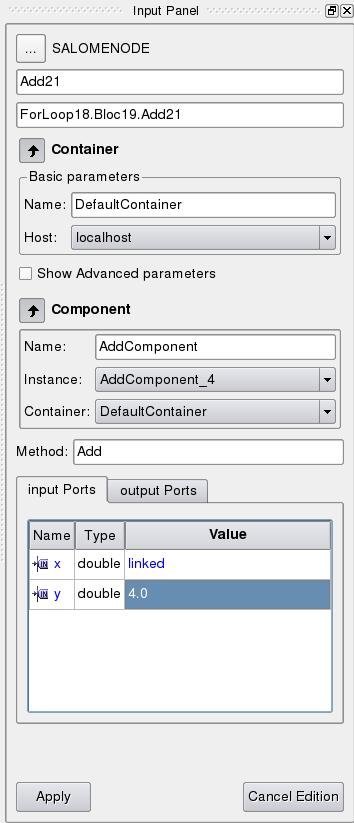 Input Panel
... SALOMENODE
Add21
ForLoop18.Bloc19.Add21
Container
Basic parameters
Name: DefaultContainer
Host: localhost
Show Advanced parameters
Component
Name: AddComponent
Instance: AddComponent_4
Container: DefaultContainer
Method: Add
input Ports output Ports
Name Type Value
x double linked
y double 4.0
Apply Cancel Edition